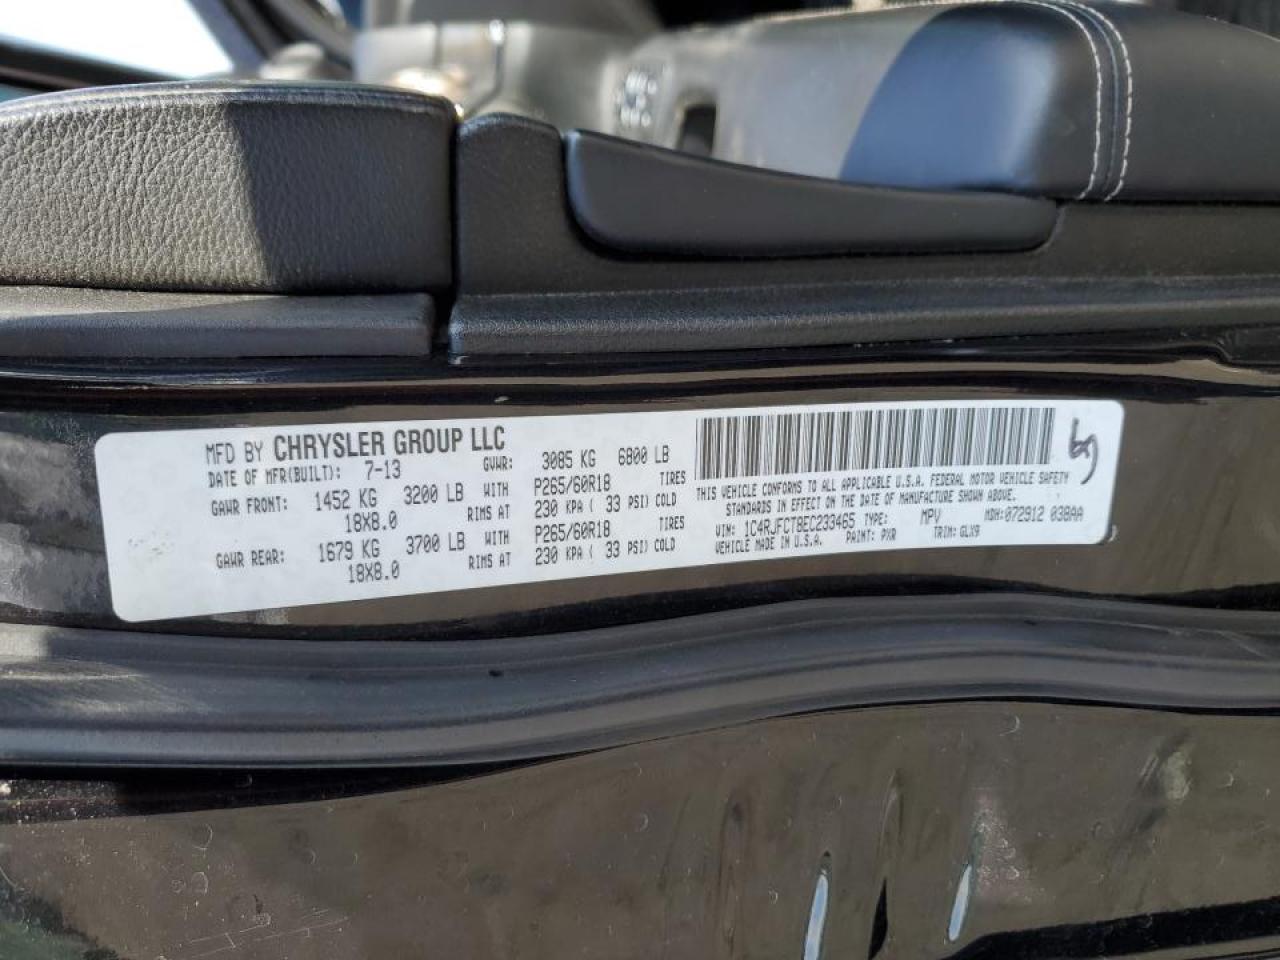 MFD BY CHRYSLER GROUP LLC
DATE OF MFR(BUILT): 7-13 GVWR: 3085 KG 6800 LB
GAWR FRONT: 1452 KG 3200 LB WITH P265/60R18 TIRES
18X8.0 RIMS AT 230 KPA ( 33 PSI) COLD
GAWR REAR: 1679 KG 3700 LB WITH P265/60R18 TIRES
18X8.0 RIMS AT 230 KPA ( 33 PSI) COLD
THIS VEHICLE CONFORMS TO ALL APPLICABLE U.S.A. FEDERAL MOTOR VEHICLE SAFETY
STANDARDS IN EFFECT ON THE DATE OF MANUFACTURE SHOWN ABOVE.
VIN: 1C4RJFCT8EC233465 TYPE: MPV MDH:072912 038AA
VEHICLE MADE IN U.S.A. PAINT: PXR TRIM: GLX9